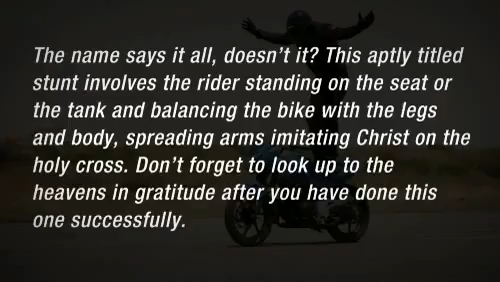 The name says it all, doesn't it? This aptly titled
stunt involves the rider standing on the seat or
the tank and balancing the bike with the legs
and body, spreading arms imitating Christ on the
holy cross. Don't forget to look up to the
heavens in gratitude after you have done this
one successfully.